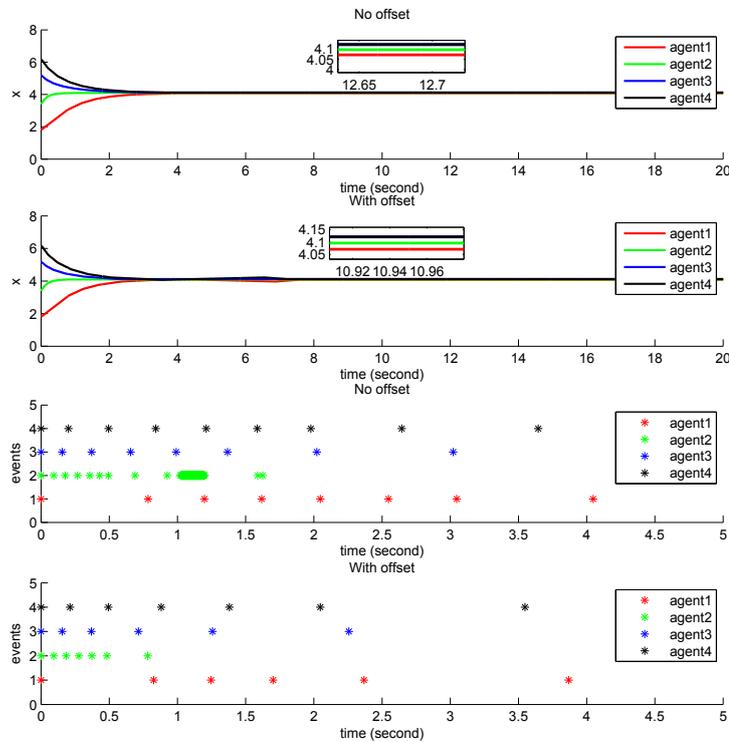 No offset
8
6
4
2
0
x
4.1
4.05
4
12.65 12.7
agent1
agent2
agent3
agent4
0 2 4 6 8 10 12 14 16 18 20
time (second)
With offset
8
6
4
2
0
x
4.15
4.1
4.05
10.92 10.94 10.96
agent1
agent2
agent3
agent4
0 2 4 6 8 10 12 14 16 18 20
time (second)
No offset
5
4
3
2
1
0
events
agent1
agent2
agent3
agent4
0 0.5 1 1.5 2 2.5 3 3.5 4 4.5 5
time (second)
With offset
5
4
3
2
1
0
events
agent1
agent2
agent3
agent4
0 0.5 1 1.5 2 2.5 3 3.5 4 4.5 5
time (second)